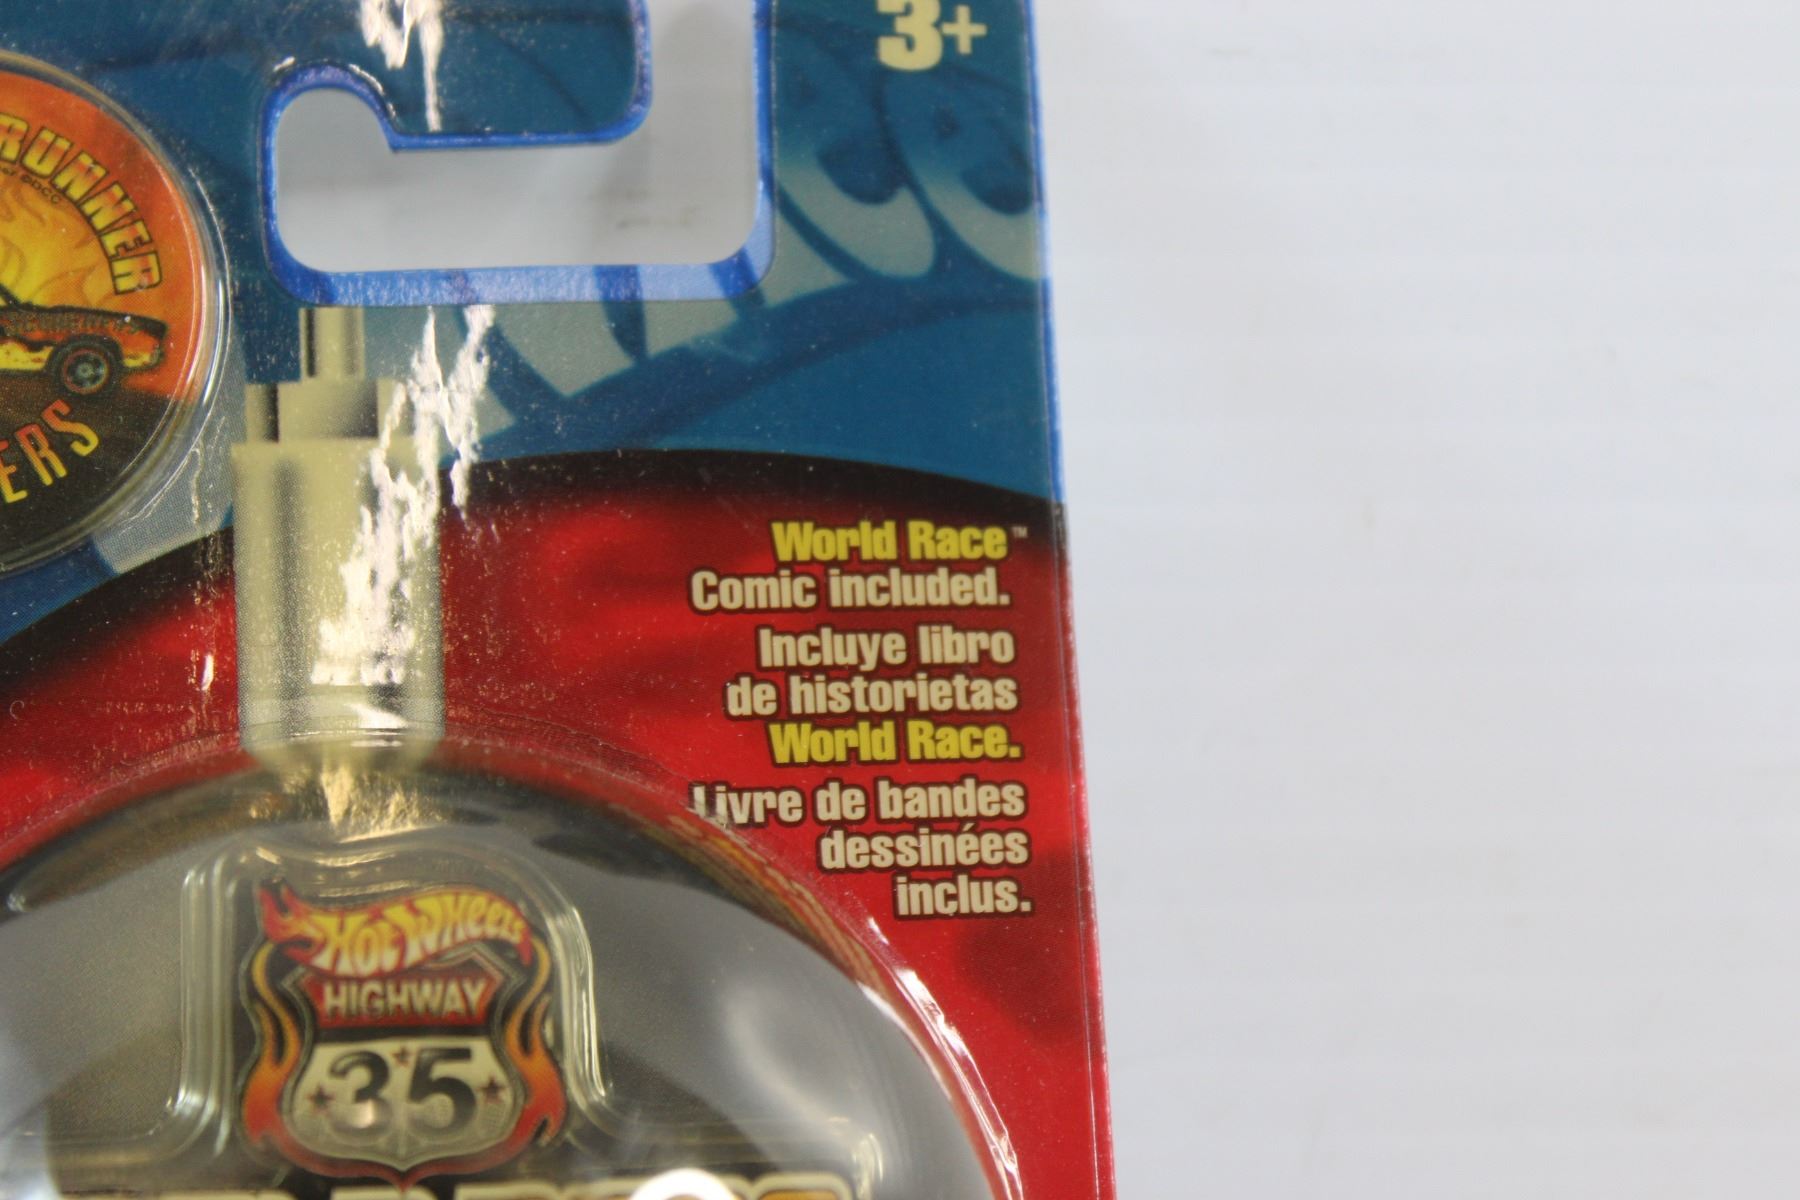 3+
RUNNER
ERS
World Race™
Comic included.
Incluye libro
de historietas
World Race.
Livre de bandes
dessinées
inclus.
Hot Wheels
HIGHWAY
35